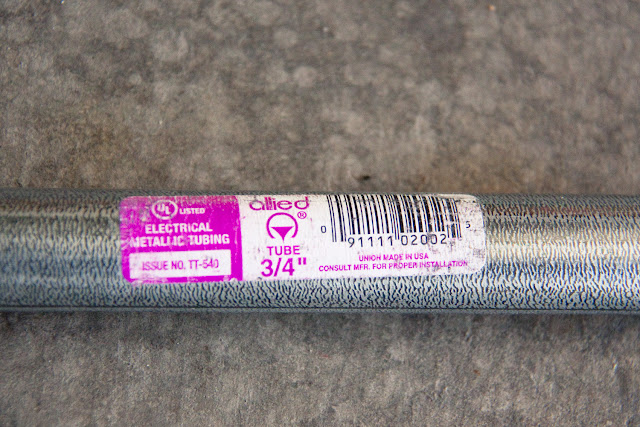 UL LISTED
ELECTRICAL
METALLIC TUBING
ISSUE NO. TT-540
allied®
TUBE
3/4"
0 91111 02002 5
UNION MADE IN USA
CONSULT MFR. FOR PROPER INSTALLATION